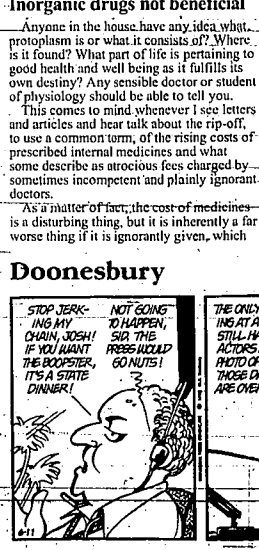 Inorganic drugs not beneficial
Anyone in the house have any idea what
protoplasm is or what it consists of? Where
is it found? What part of life is pertaining to
good health and well being as it fulfills its
own destiny? Any sensible doctor or student
of physiology should be able to tell you.
This comes to mind whenever I see letters
and articles and hear talk about the rip-off,
to use a common term, of the rising costs of
prescribed internal medicines and what
some describe as atrocious fees charged by
sometimes incompetent and plainly ignorant
doctors.
As a matter of fact, the cost of medicines
is a disturbing thing, but it is inherently a far
worse thing if it is ignorantly given, which
Doonesbury
STOP JERK-
ING MY
CHAIN, JOSH!
IF YOU WANT
THE BOOPSTER,
IT'S A STATE
DINNER!
NOT GOING
TO HAPPEN,
SID. THE
PRESS WOULD
GO NUTS!
THE ONLY
ING AT A
STILL HA
ACTORS.
PHOTO OF
THOSE D
ARE OVE
6-11